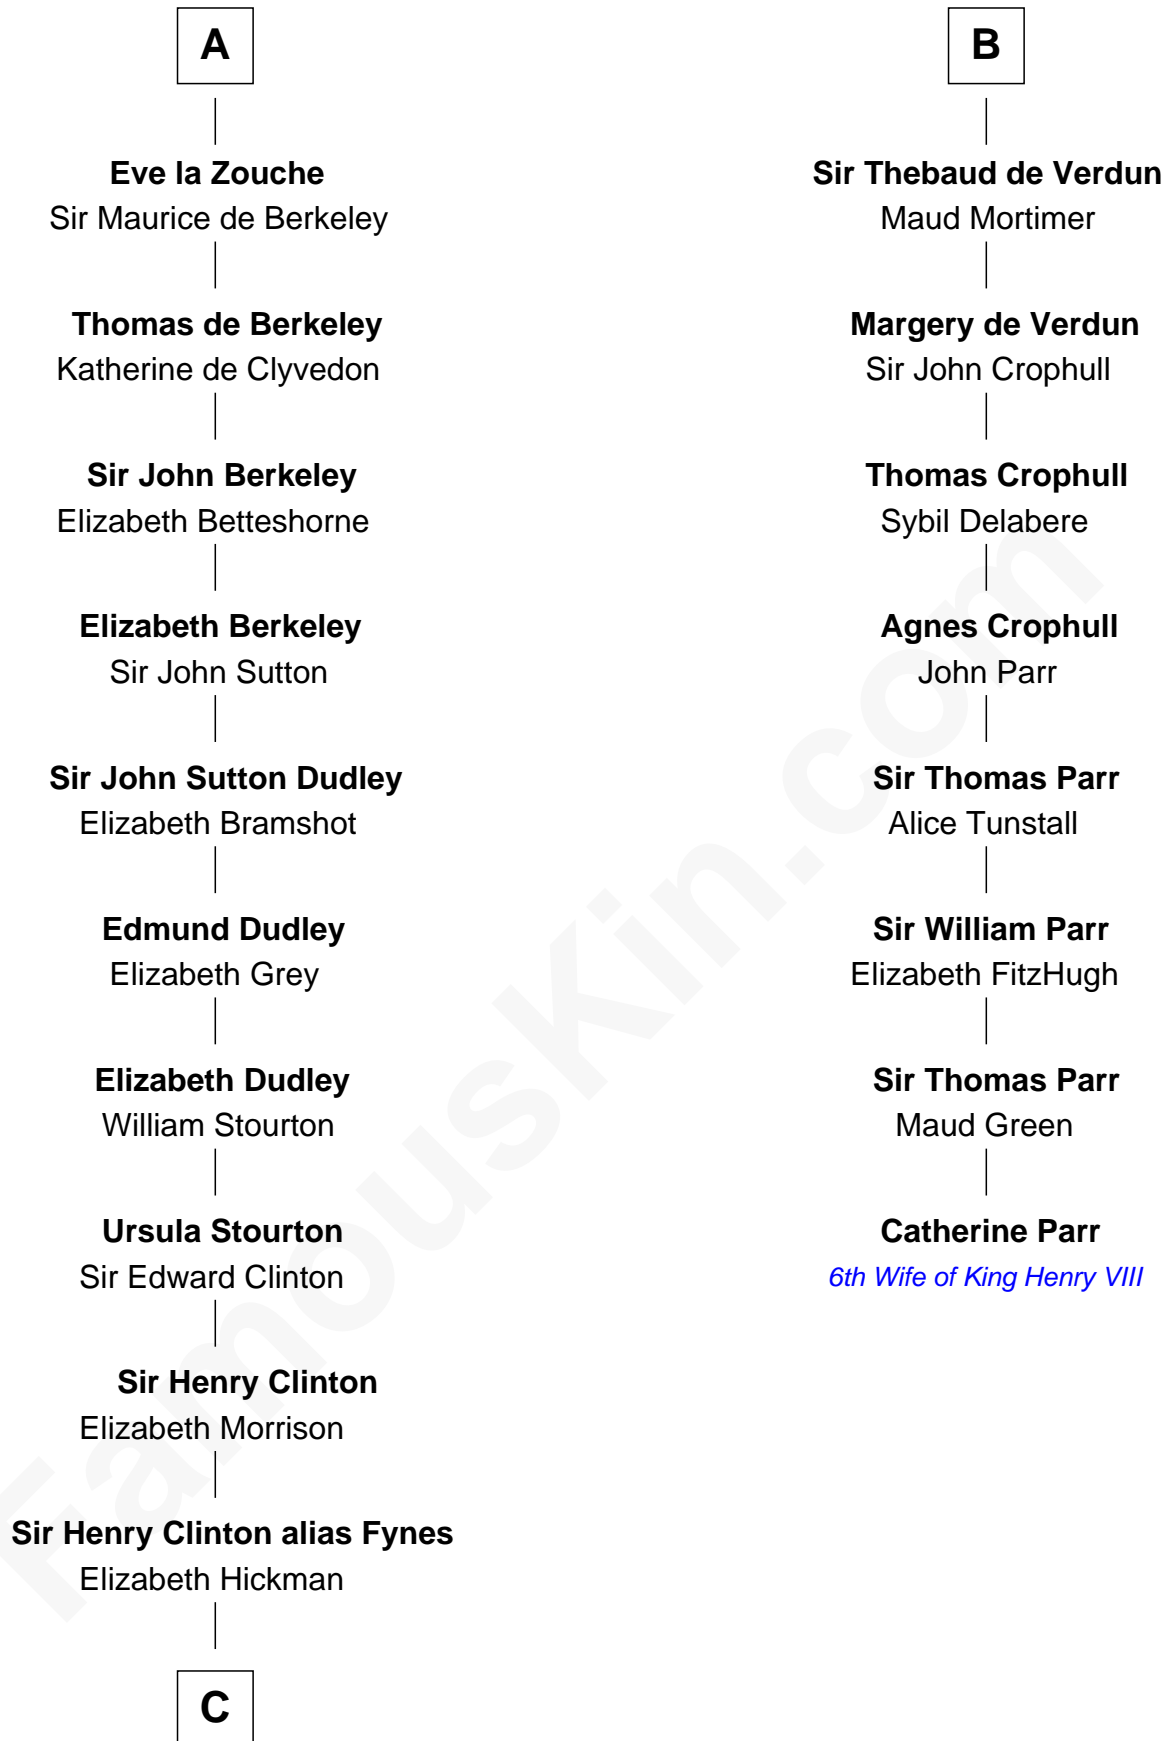 A
Eve la Zouche
Sir Maurice de Berkeley
Thomas de Berkeley
Katherine de Clyvedon
Sir John Berkeley
Elizabeth Betteshorne
Elizabeth Berkeley
Sir John Sutton
Sir John Sutton Dudley
Elizabeth Bramshot
Edmund Dudley
Elizabeth Grey
Elizabeth Dudley
William Stourton
Ursula Stourton
Sir Edward Clinton
Sir Henry Clinton
Elizabeth Morrison
Sir Henry Clinton alias Fynes
Elizabeth Hickman
C
B
Sir Thebaud de Verdun
Maud Mortimer
Margery de Verdun
Sir John Crophull
Thomas Crophull
Sybil Delabere
Agnes Crophull
John Parr
Sir Thomas Parr
Alice Tunstall
Sir William Parr
Elizabeth FitzHugh
Sir Thomas Parr
Maud Green
Catherine Parr
6th Wife of King Henry VIII
FamousKin.com